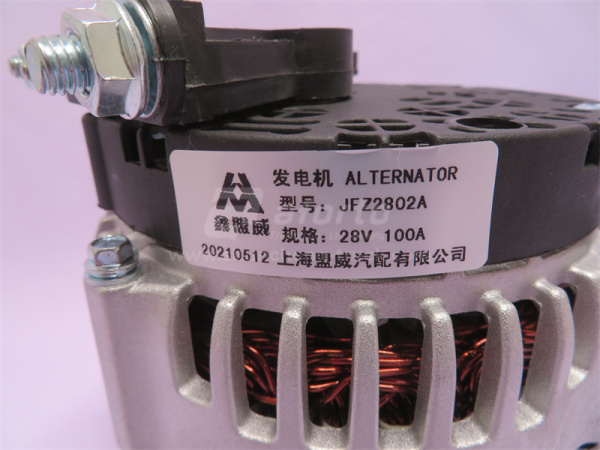 发电机 ALTERNATOR
型号: JFZ2802A
鑫盟威 规格: 28V 100A
20210512 上海盟威汽配有限公司